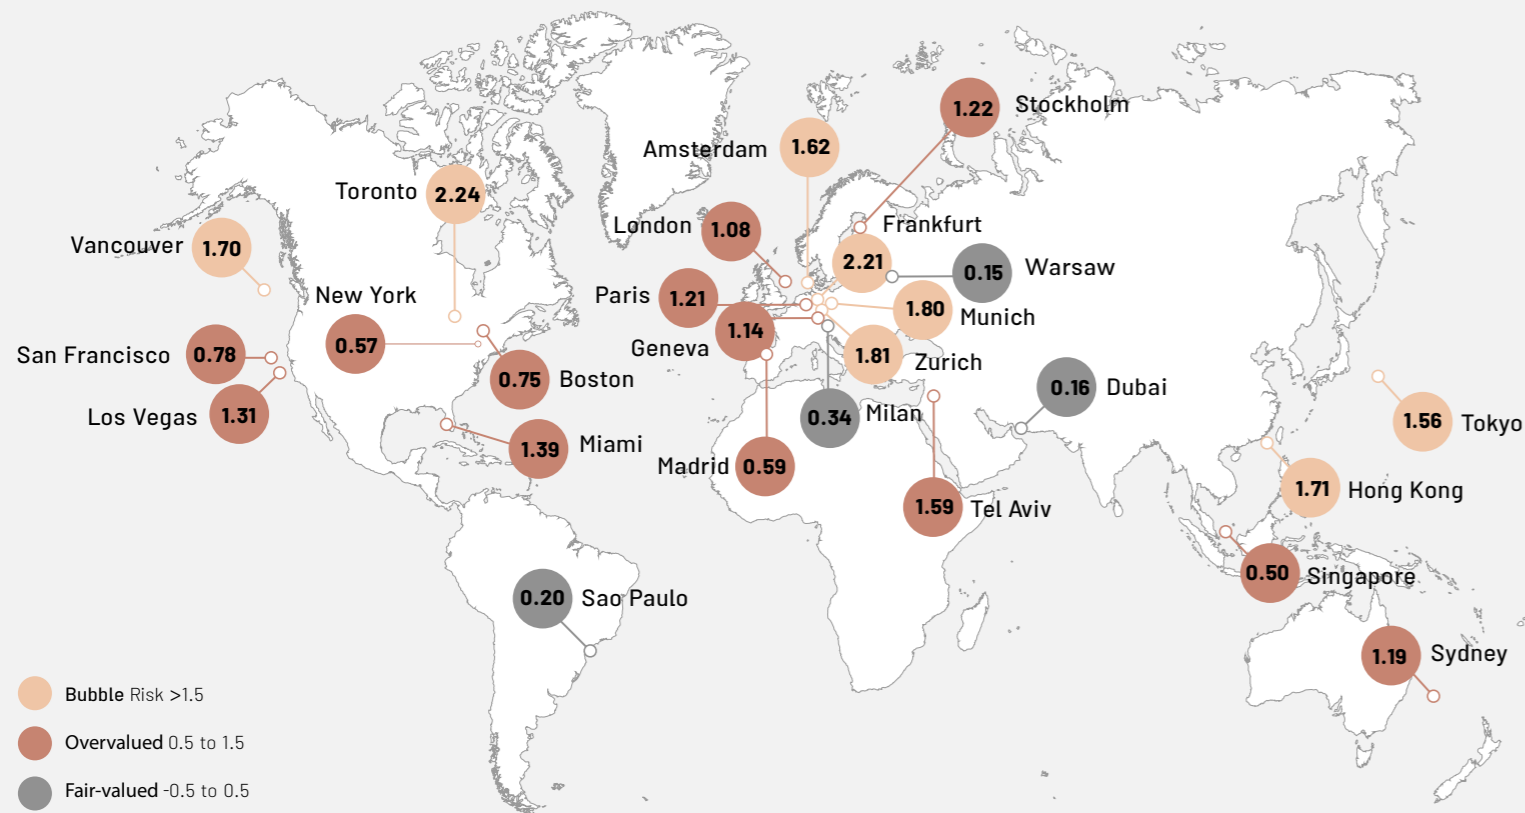 1.22 Stockholm
Amsterdam 1.62
Toronto 2.24
London 1.08
Frankfurt
2.21
Vancouver 1.70
0.15 Warsaw
New York
0.57
Paris 1.21
1.80 Munich
1.14
Geneva
1.81 Zurich
San Francisco 0.78
0.75 Boston
0.16 Dubai
Los Vegas 1.31
0.34 Milan
1.56 Tokyo
1.39 Miami
Madrid 0.59
1.71 Hong Kong
1.59 Tel Aviv
0.50 Singapore
0.20 Sao Paulo
1.19 Sydney
Bubble Risk >1.5
Overvalued 0.5 to 1.5
Fair-valued -0.5 to 0.5